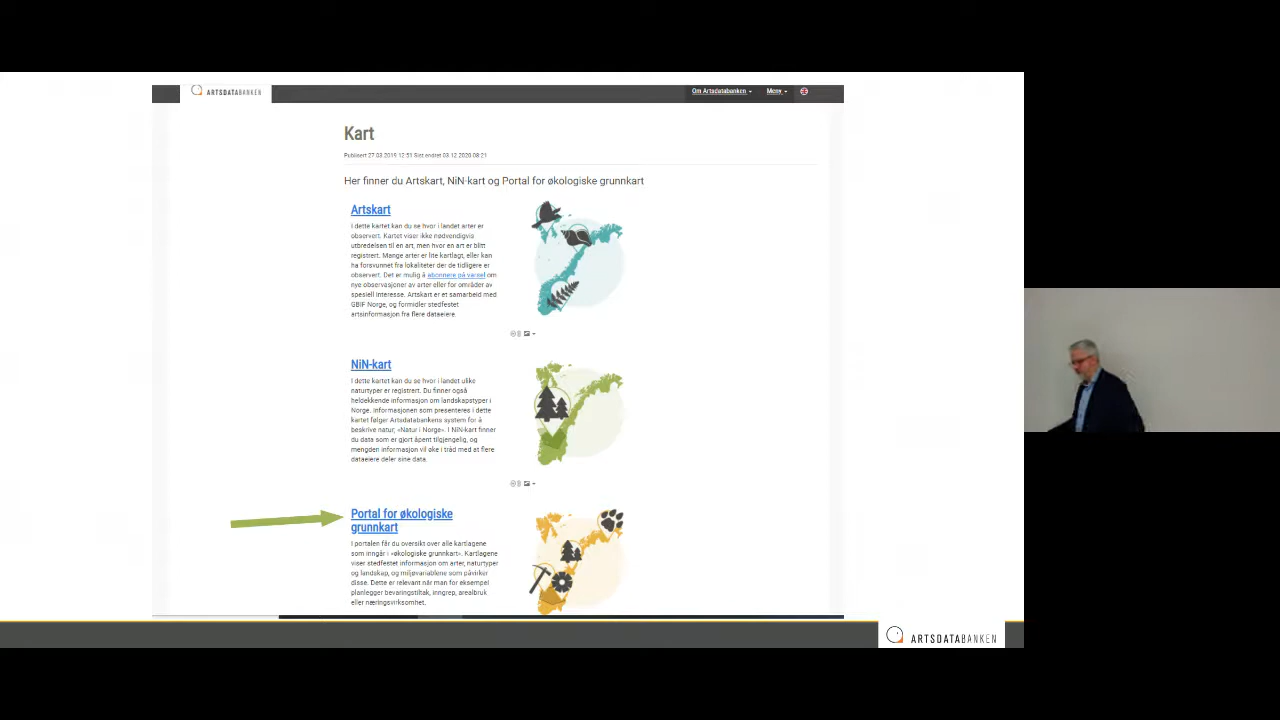 ARTSDATABANKEN
Om Artsdatabanken
Meny
Kart
Publisert 27.03.2019 12:51 Sist endret 03.12.2020 08:21
Her finner du Artskart, NiN-kart og Portal for økologiske grunnkart
Artskart
I dette kartet kan du se hvor i landet arter er
observert. Kartet viser ikke nødvendigvis
utbredelsen til en art, men hvor en art er blitt
registrert. Mange arter er lite kartlagt, eller kan
ha forsvunnet fra lokaliteter der de tidligere er
observert. Det er mulig å abonnere på varsel om
nye observasjoner av arter eller for områder av
spesiell interesse. Artskart er et samarbeid med
GBIF Norge, og formidler stedfestet
artsinformasjon fra flere dataeiere.
NiN-kart
I dette kartet kan du se hvor i landet ulike
naturtyper er registrert. Du finner også
heldekkende informasjon om landskapstyper i
Norge. Informasjonen som presenteres i dette
kartet følger Artsdatabankens system for å
beskrive natur; «Natur i Norge». I NiN-kart finner
du data som er gjort åpent tilgjengelig, og
mengden informasjon vil øke i tråd med at flere
dataeiere deler sine data.
Portal for økologiske
grunnkart
I portalen får du oversikt over alle kartlagene
som inngår i «økologiske grunnkart». Kartlagene
viser stedfestet informasjon om arter, naturtyper
og landskap, og miljøvariablene som påvirker
disse. Dette er relevant når man for eksempel
planlegger bevaringstiltak, inngrep, arealbruk
eller næringsvirksomhet.
ARTSDATABANKEN